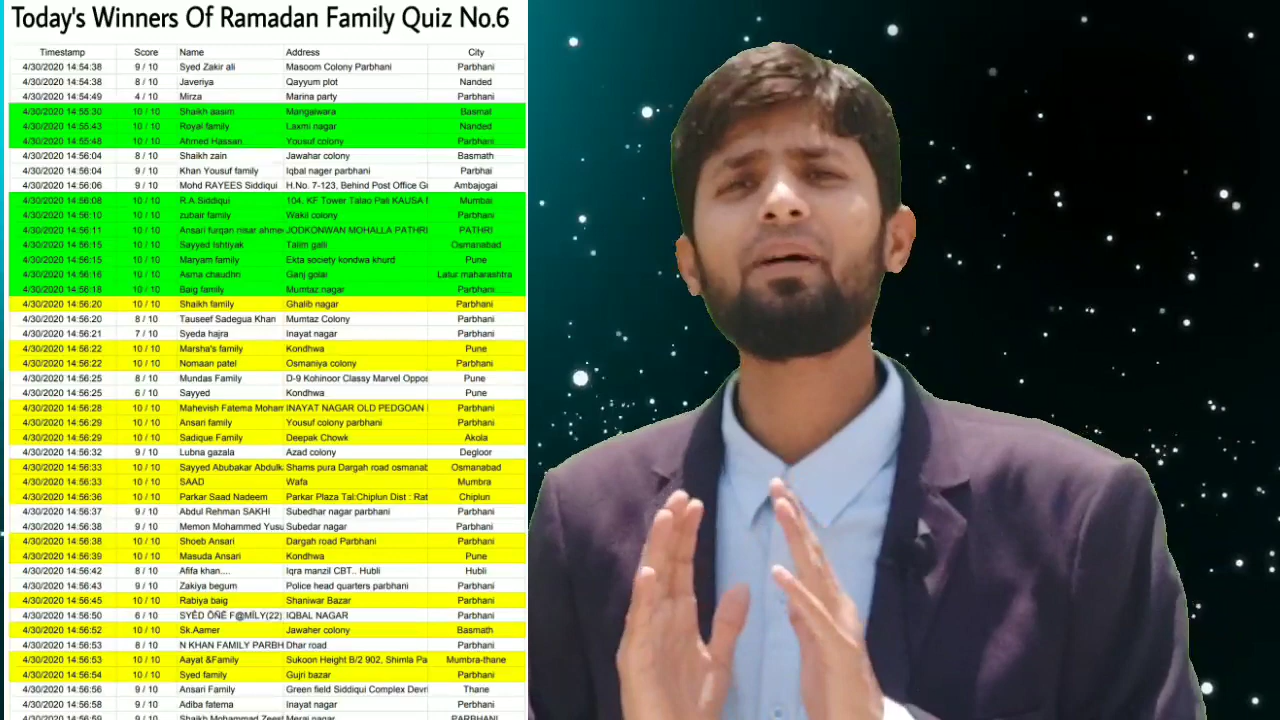 Today's Winners Of Ramadan Family Quiz No.6
Timestamp Score Name Address City
4/30/2020 14:54:38 9 / 10 Syed Zakir ali Masoom Colony Parbhani Parbhani
4/30/2020 14:54:38 8 / 10 Javeriya Qayyum plot Nanded
4/30/2020 14:54:49 4 / 10 Mirza Marina party Parbhani
4/30/2020 14:55:30 10 / 10 Shaikh aasim Mangalwara Basmat
4/30/2020 14:55:43 10 / 10 Royal family Laxmi nagar Nanded
4/30/2020 14:55:48 10 / 10 Ahmed Hassan Yousuf colony Parbhani
4/30/2020 14:56:04 8 / 10 Shaikh zain Jawahar colony Basmath
4/30/2020 14:56:04 9 / 10 Khan Yousuf family Iqbal nager parbhani Parbhai
4/30/2020 14:56:06 9 / 10 Mohd RAYEES Siddiqui H.No. 7-123, Behind Post Office Ambajogai
4/30/2020 14:56:08 10 / 10 R.A.Siddiqui 104, KF Tower Talao Pali KAUSA Mumbai
4/30/2020 14:56:10 10 / 10 zubair family Wakil colony Parbhani
4/30/2020 14:56:11 10 / 10 Ansari furqan nisar ahme JODKONWAN MOHALLA PATHRI PATHRI
4/30/2020 14:56:15 10 / 10 Sayyed Ishtiyak Talim galli Osmanabad
4/30/2020 14:56:15 10 / 10 Maryam family Ekta society kondwa khurd Pune
4/30/2020 14:56:16 10 / 10 Asma chaudhri Ganj golai Latur maharashtra
4/30/2020 14:56:18 10 / 10 Baig family Mumtaz nagar Parbhani
4/30/2020 14:56:20 10 / 10 Shaikh family Ghalib nagar Parbhani
4/30/2020 14:56:20 8 / 10 Tauseef Sadegua Khan Mumtaz Colony Parbhani
4/30/2020 14:56:21 7 / 10 Syeda hajra Inayat nagar Parbhani
4/30/2020 14:56:22 10 / 10 Marsha's family Kondhwa Pune
4/30/2020 14:56:22 10 / 10 Nomaan patel Osmaniya colony Parbhani
4/30/2020 14:56:25 8 / 10 Mundas Family D-9 Kohinoor Classy Marvel Oppos Pune
4/30/2020 14:56:25 6 / 10 Sayyed Kondhwa Pune
4/30/2020 14:56:28 10 / 10 Mahevish Fatema Moham INAYAT NAGAR OLD PEDGOAN Parbhani
4/30/2020 14:56:29 10 / 10 Ansari family Yousuf colony parbhani Parbhani
4/30/2020 14:56:29 10 / 10 Sadique Family Deepak Chowk Akola
4/30/2020 14:56:32 9 / 10 Lubna gazala Azad colony Degloor
4/30/2020 14:56:33 10 / 10 Sayyed Abubakar Abdulk Shams pura Dargah road osmanab Osmanabad
4/30/2020 14:56:33 10 / 10 SAAD Wafa Mumbra
4/30/2020 14:56:36 10 / 10 Parkar Saad Nadeem Parkar Plaza Tal:Chiplun Dist : Rat Chiplun
4/30/2020 14:56:37 9 / 10 Abdul Rehman SAKHI Subedhar nagar parbhani Parbhani
4/30/2020 14:56:38 9 / 10 Memon Mohammed Yusu Subedar nagar Parbhani
4/30/2020 14:56:38 10 / 10 Shoeb Ansari Dargah road Parbhani Parbhani
4/30/2020 14:56:39 10 / 10 Masuda Ansari Kondhwa Pune
4/30/2020 14:56:42 8 / 10 Afifa khan.... Iqra manzil CBT.. Hubli Hubli
4/30/2020 14:56:43 9 / 10 Zakiya begum Police head quarters parbhani Parbhani
4/30/2020 14:56:45 10 / 10 Rabiya baig Shaniwar Bazar Parbhani
4/30/2020 14:56:50 6 / 10 SYÊD ÕÑÊ F@MÎLY(22) IQBAL NAGAR Parbhani
4/30/2020 14:56:52 10 / 10 Sk.Aamer Jawaher colony Basmath
4/30/2020 14:56:53 8 / 10 N KHAN FAMILY PARBH Dhar road Parbhani
4/30/2020 14:56:53 10 / 10 Aayat &Family Sukoon Height B/2 902, Shimla Pa Mumbra-thane
4/30/2020 14:56:54 10 / 10 Syed family Gujri bazar Parbhani
4/30/2020 14:56:56 9 / 10 Ansari Family Green field Siddiqui Complex Devri Thane
4/30/2020 14:56:58 9 / 10 Adiba fatema Inayat nagar Perbhani
4/30/2020 14:56:59 9 / 10 Shaikh Mohammad Zeest Meraj nagar PARBHANI